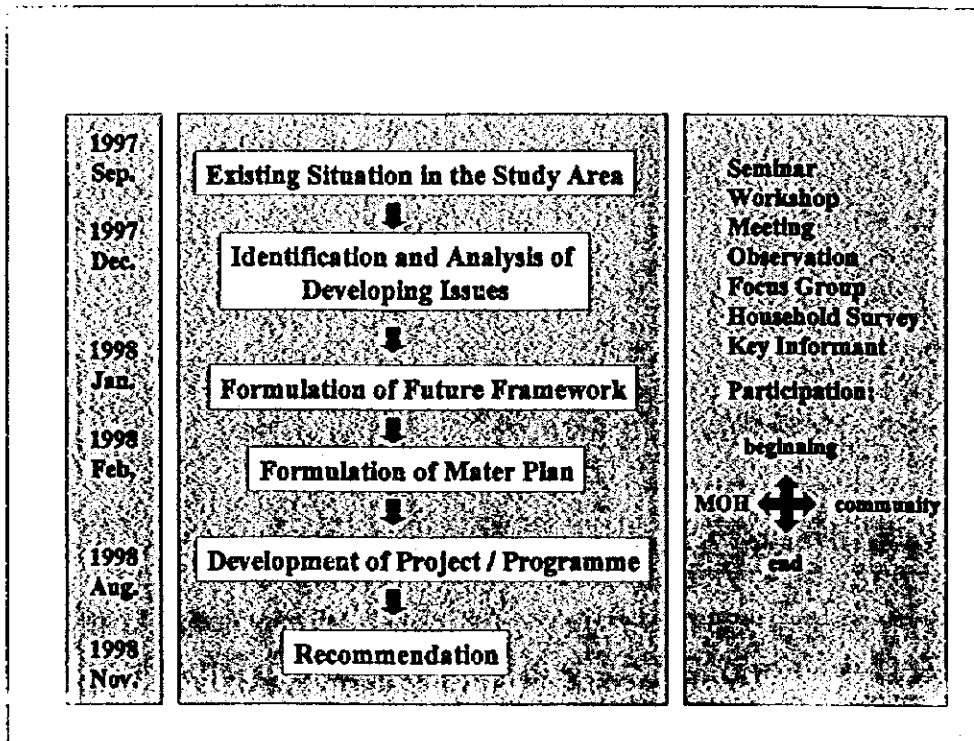 1997
Sep.
1997
Dec.
1998
Jan.
1998
Feb.
1998
Aug.
1998
Nov.
Existing Situation in the Study Area
Identification and Analysis of
Developing Issues
Formulation of Future Framework
Formulation of Mater Plan
Development of Project / Programme
Recommendation
Seminar
Workshop
Meeting
Observation
Focus Group
Household Survey
Key Informant
Participation:
beginning
MOH community
end